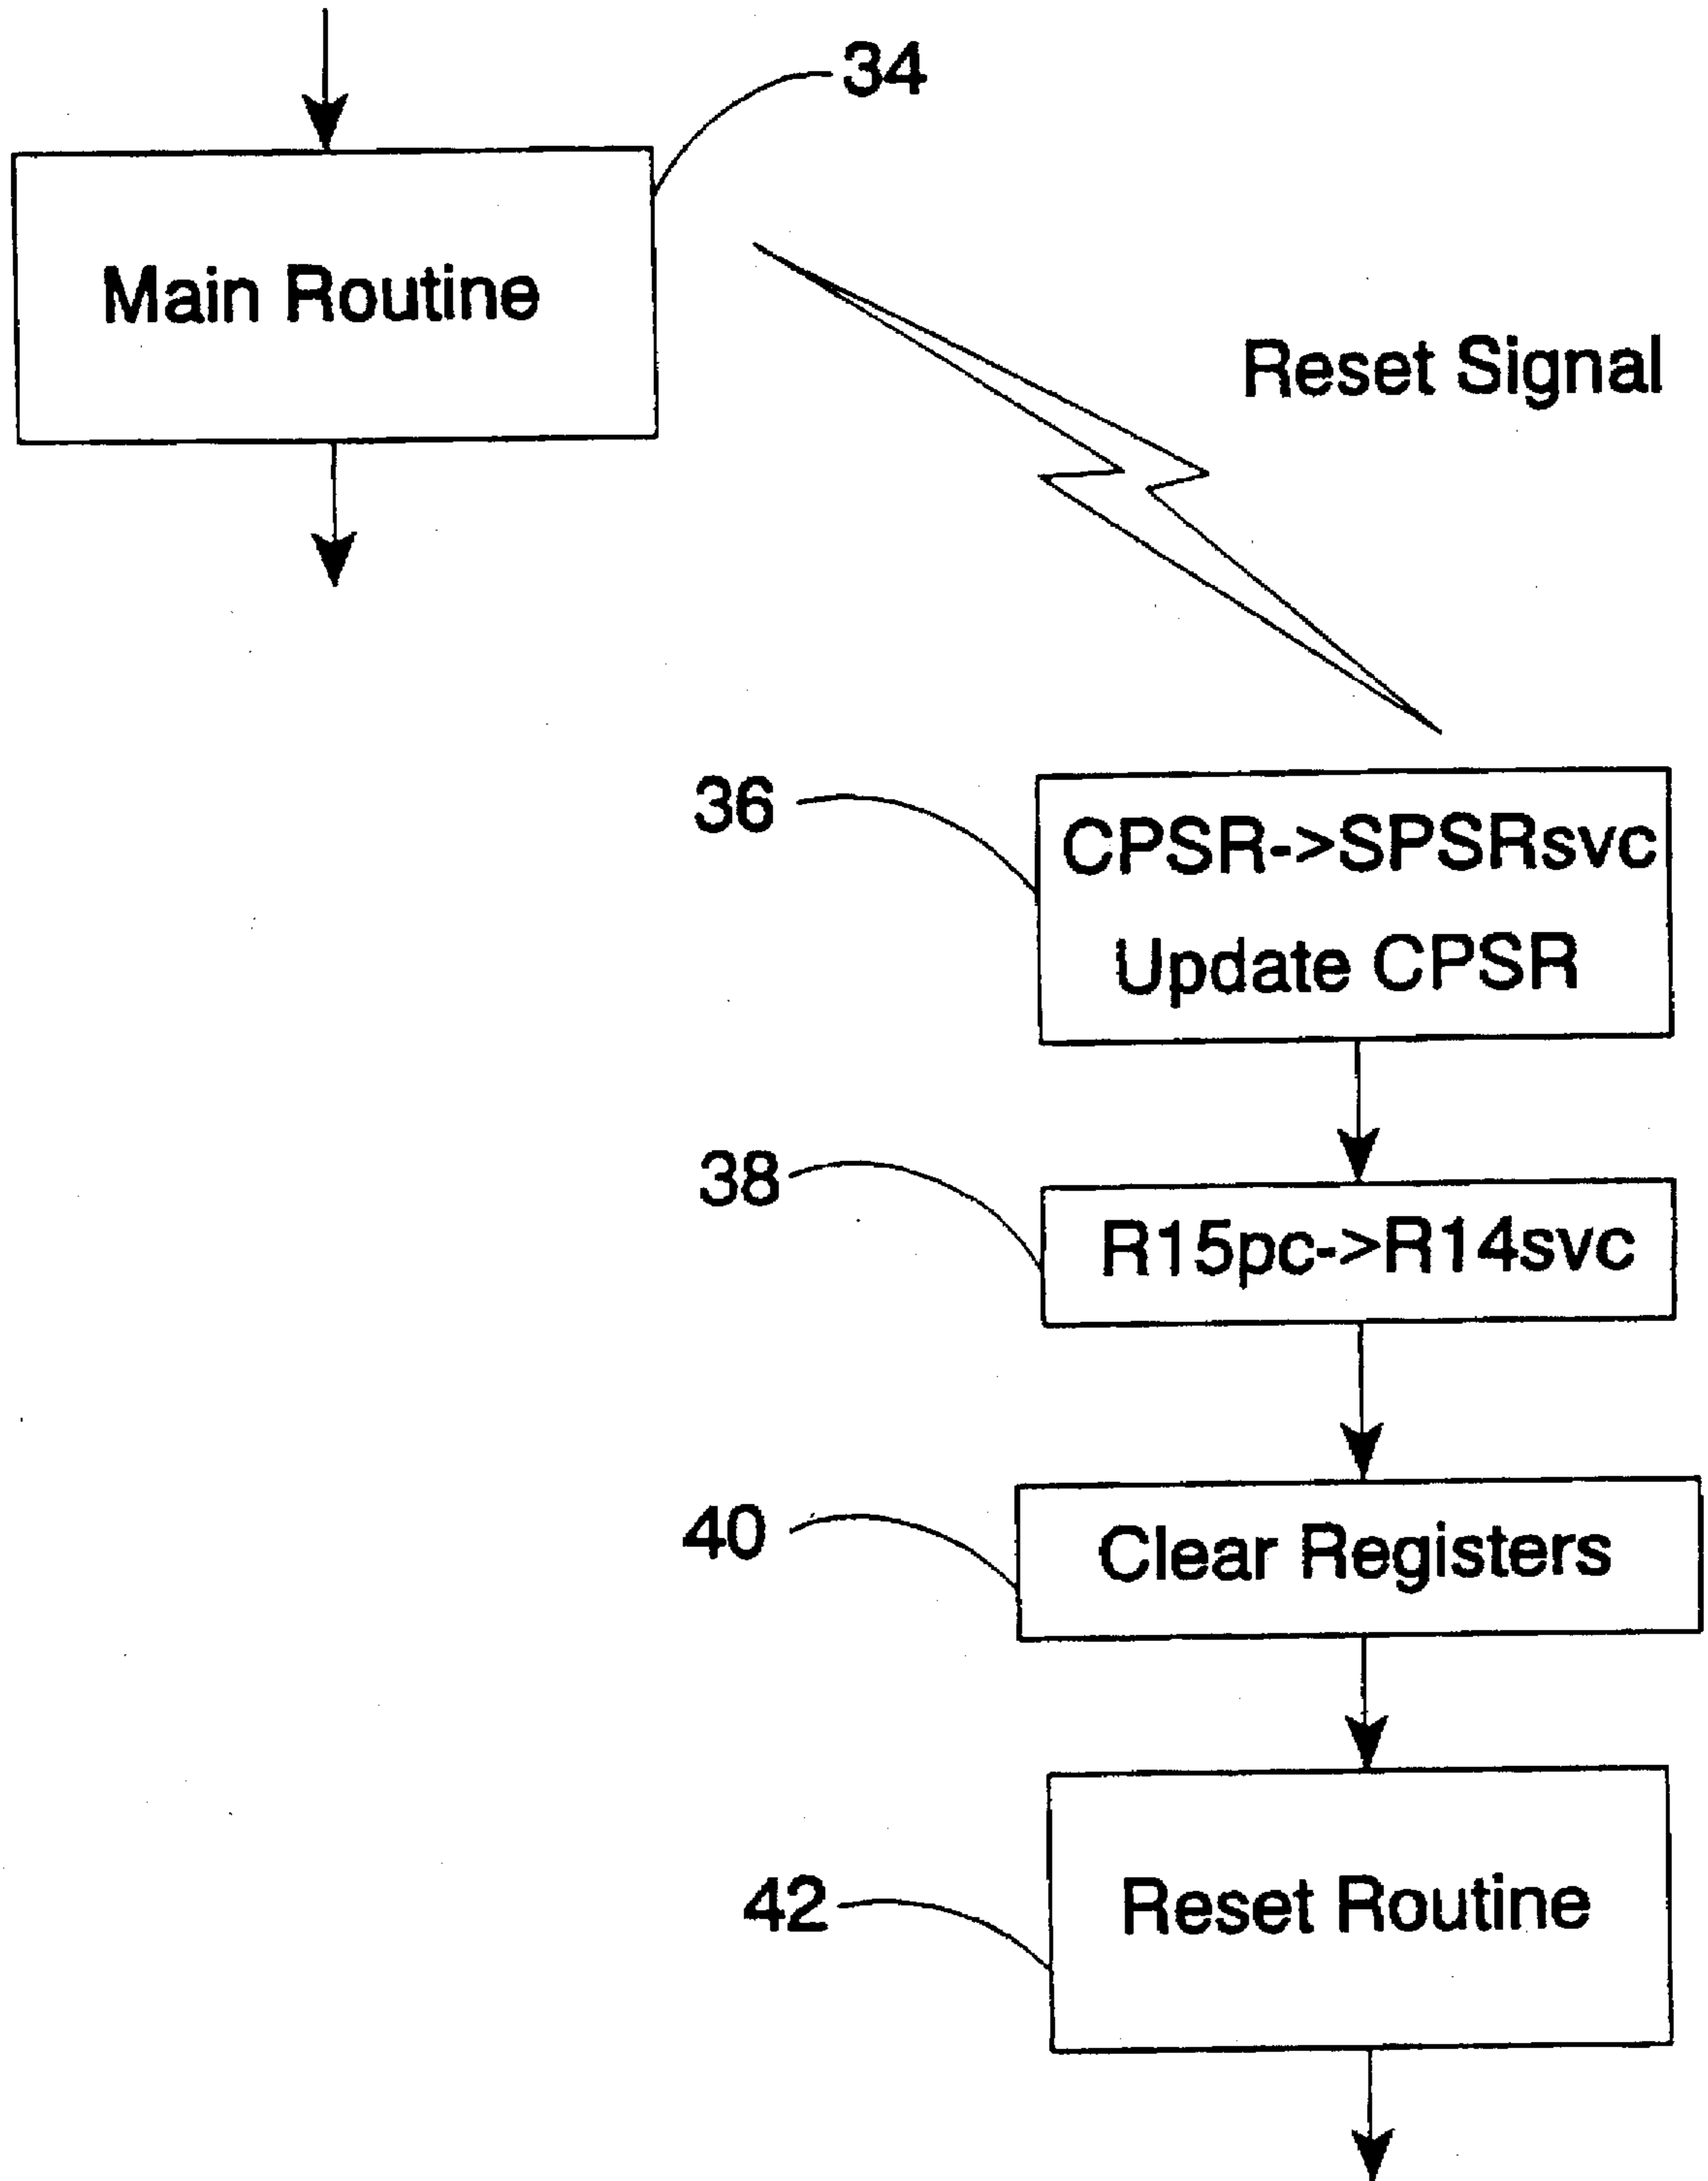 34
Main Routine
Reset Signal
36
CPSR->SPSRsvc
Update CPSR
38
R15pc->R14svc
40
Clear Registers
42
Reset Routine